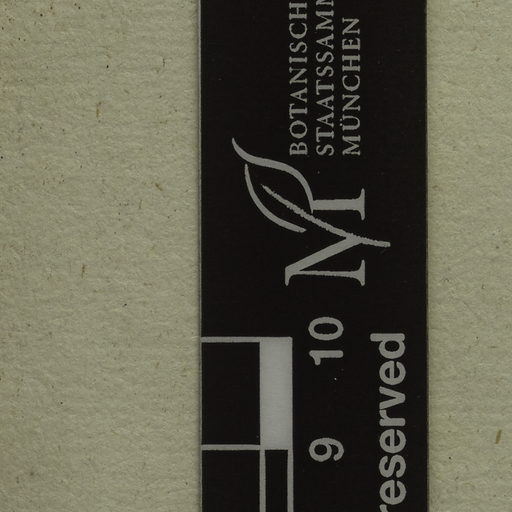 BOTANISCH
STAATSSAMM
MÜNCHEN
M
9 10
reserved